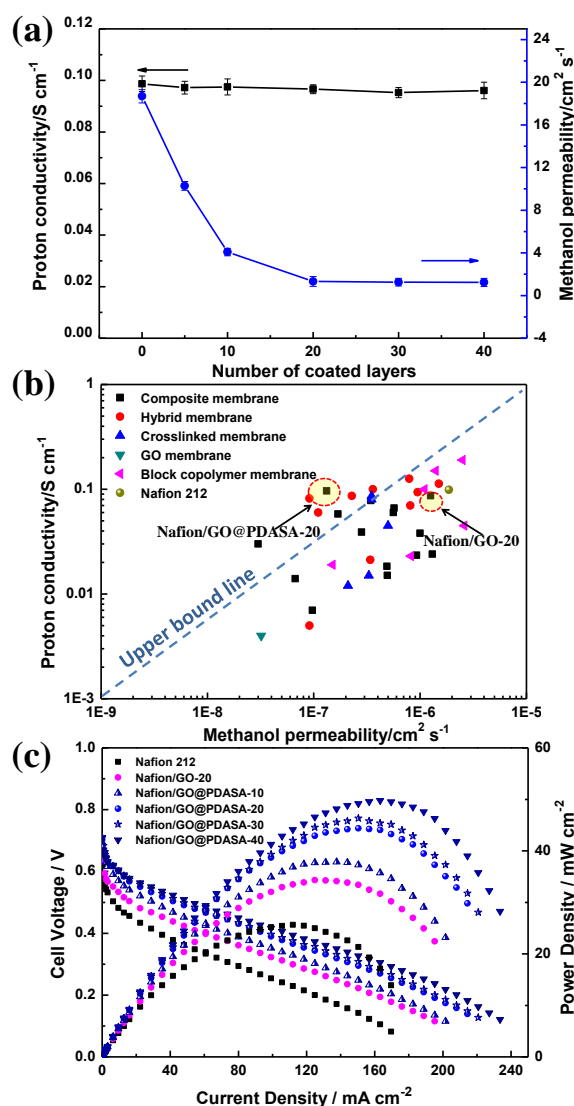 (a)
0.12
0.10
0.08
0.06
0.04
0.02
0.00
Proton conductivity/S cm⁻¹
24
20
16
12
8
4
0
-4
Methanol permeability/cm² s⁻¹
0 10 20 30 40
Number of coated layers
(b)
1
0.1
0.01
1E-3
Proton conductivity/S cm⁻¹
Composite membrane
Hybrid membrane
Crosslinked membrane
GO membrane
Block copolymer membrane
Nafion 212
Nafion/GO@PDASA-20
Nafion/GO-20
Upper bound line
1E-9 1E-8 1E-7 1E-6 1E-5
Methanol permeability/cm² s⁻¹
(c)
1.0
0.8
0.6
0.4
0.2
0.0
Cell Voltage / V
Nafion 212
Nafion/GO-20
Nafion/GO@PDASA-10
Nafion/GO@PDASA-20
Nafion/GO@PDASA-30
Nafion/GO@PDASA-40
60
40
20
0
Power Density / mW cm⁻²
0 40 80 120 160 200 240
Current Density / mA cm⁻²